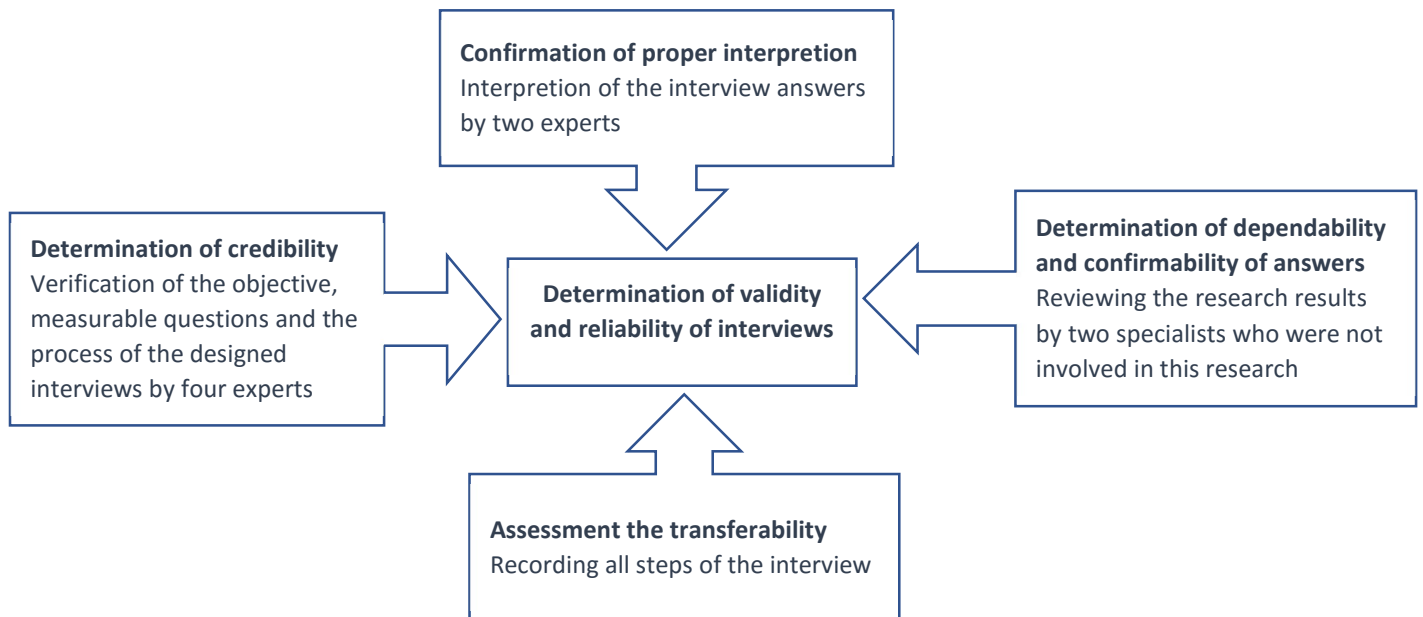 Confirmation of proper interpretion
Interpretion of the interview answers
by two experts
Determination of credibility
Verification of the objective,
measurable questions and the
process of the designed
interviews by four experts
Determination of validity
and reliability of interviews
Determination of dependability
and confirmability of answers
Reviewing the research results
by two specialists who were not
involved in this research
Assessment the transferability
Recording all steps of the interview